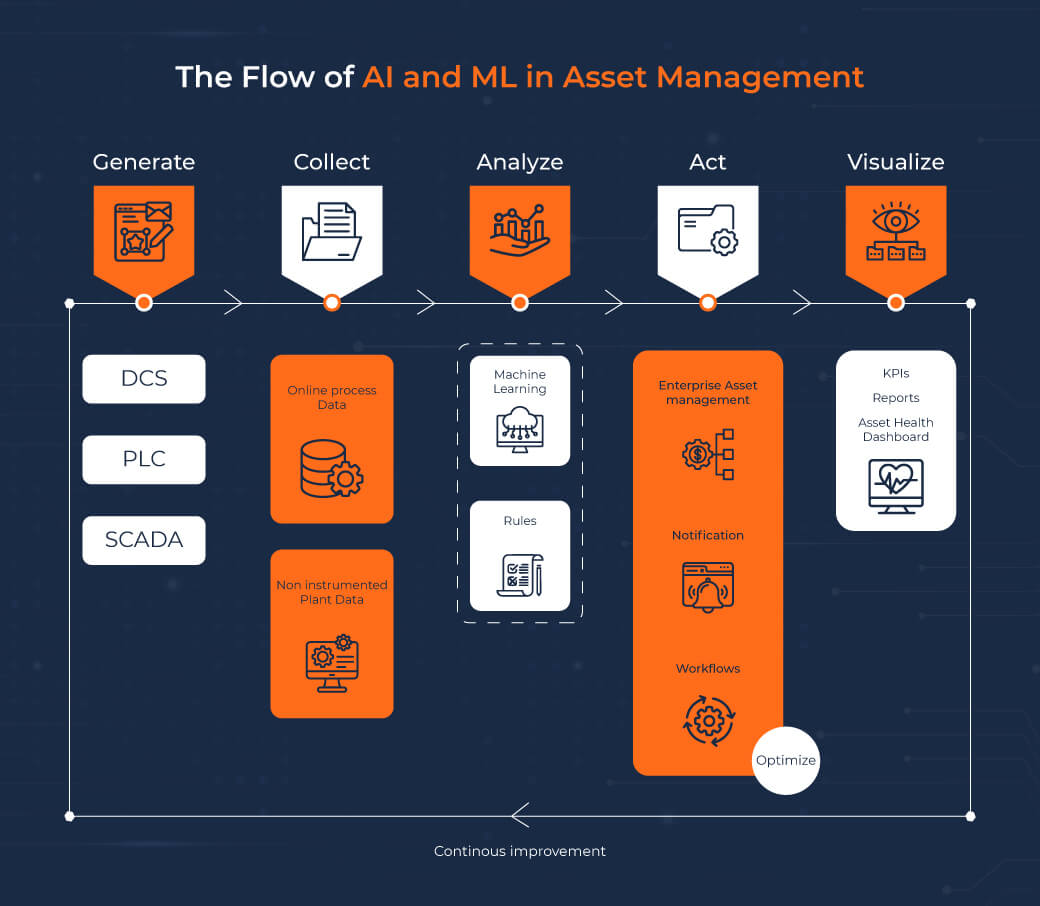 The Flow of AI and ML in Asset Management
Generate
Collect
Analyze
Act
Visualize
DCS
PLC
SCADA
Online process
Data
Non instrumented
Plant Data
Machine
Learning
Rules
Enterprise Asset
management
Notification
Workflows
Optimize
KPIs
Reports
Asset Health
Dashboard
Continous improvement